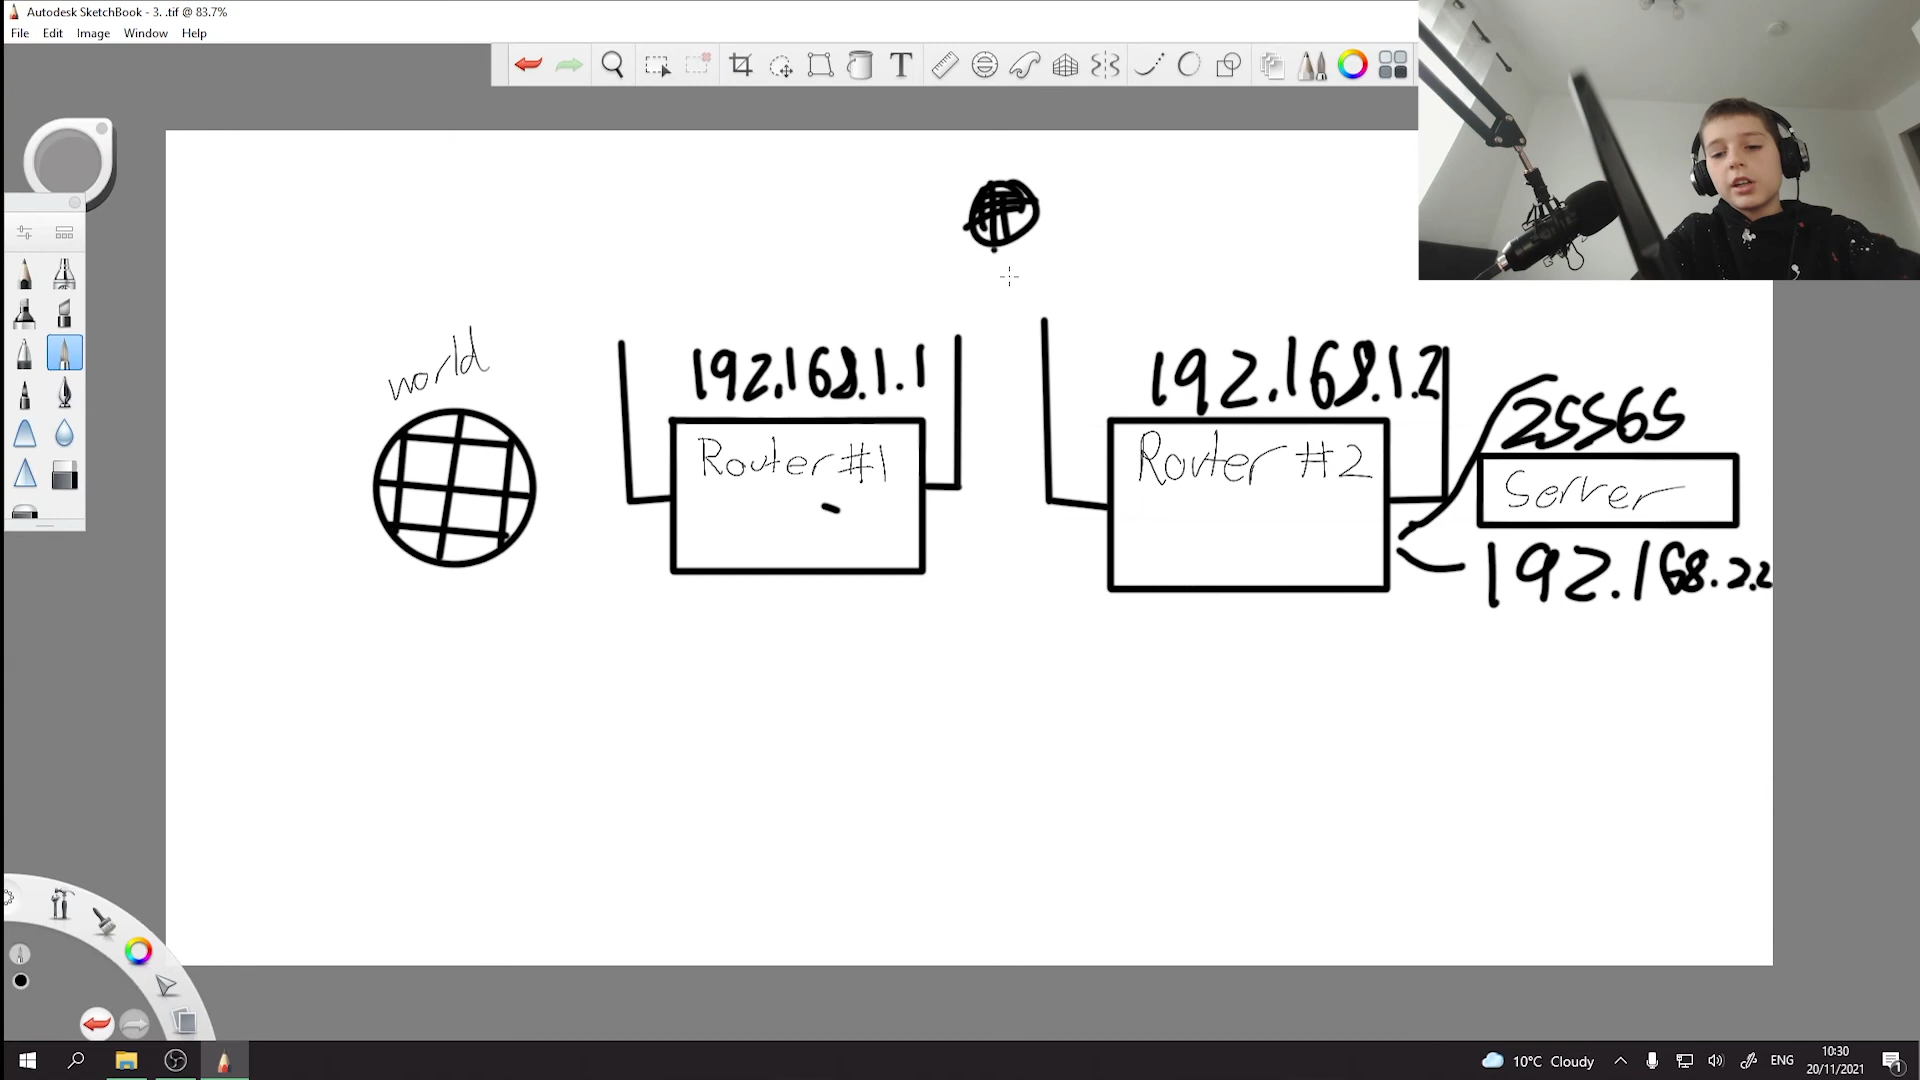 Autodesk SketchBook - 3. .tif @ 83.7%
File Edit Image Window Help
T
world
192.168.1.1
192.168.1.2
25565
Router #1
Router #2
Server
192.168.2.2
10°C Cloudy
ENG
10:30
20/11/2021
1